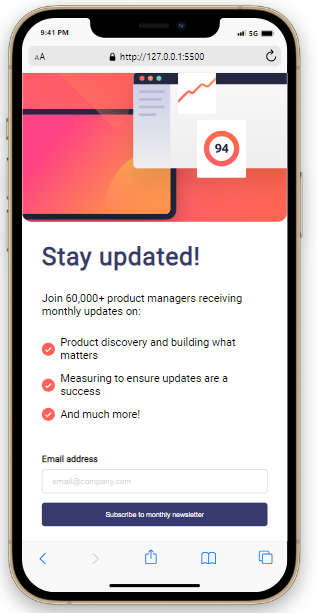 9:41 PM
5G
AA
http://127.0.0.1:5500
94
Stay updated!
Join 60,000+ product managers receiving
monthly updates on:
Product discovery and building what
matters
Measuring to ensure updates are a
success
And much more!
Email address
email@company.com
Subscribe to monthly newsletter